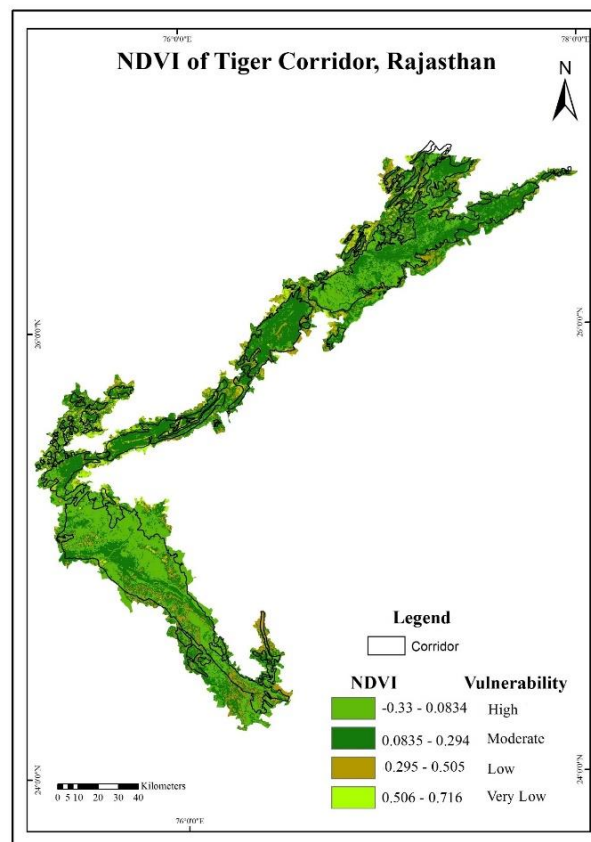 76°0'0"E
78°0'0"E
NDVI of Tiger Corridor, Rajasthan
N
26°0'0"N
26°0'0"N
Legend
Corridor
NDVI Vulnerability
-0.33 - 0.0834 High
0.0835 - 0.294 Moderate
0.295 - 0.505 Low
0.506 - 0.716 Very Low
Kilometers
0 5 10 20 30 40
24°0'0"N
24°0'0"N
76°0'0"E